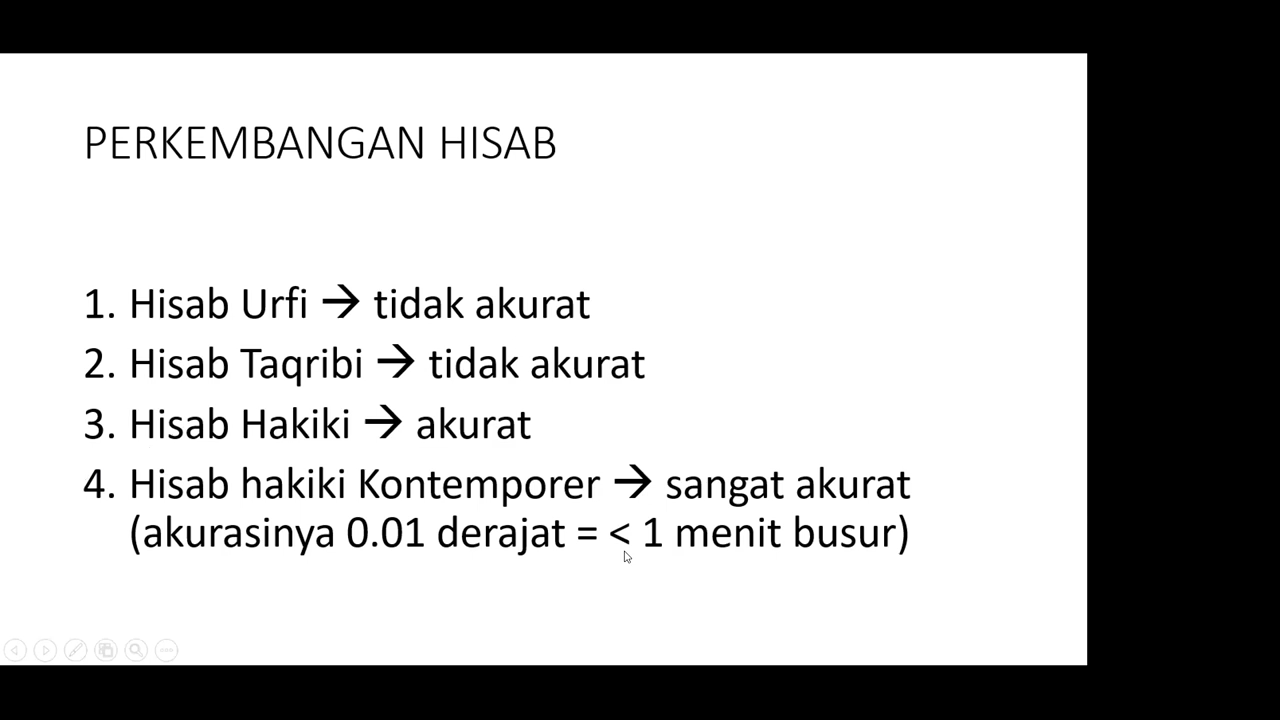 PERKEMBANGAN HISAB
1. Hisab Urfi → tidak akurat
2. Hisab Taqribi → tidak akurat
3. Hisab Hakiki → akurat
4. Hisab hakiki Kontemporer → sangat akurat
(akurasinya 0.01 derajat = < 1 menit busur)